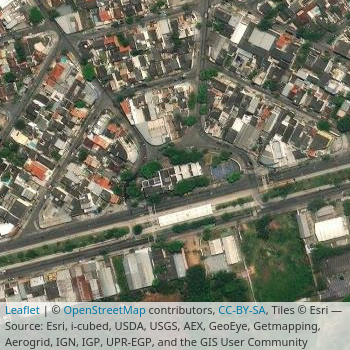 Leaflet | © OpenStreetMap contributors, CC-BY-SA, Tiles © Esri —
Source: Esri, i-cubed, USDA, USGS, AEX, GeoEye, Getmapping,
Aerogrid, IGN, IGP, UPR-EGP, and the GIS User Community